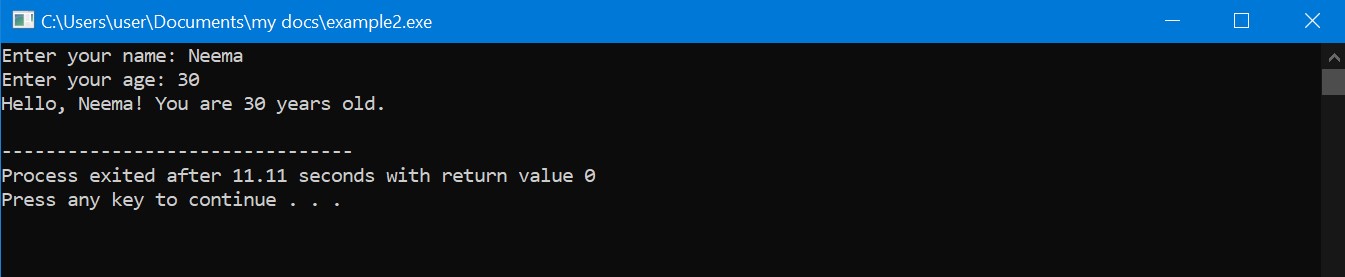 C:\Users\user\Documents\my docs\example2.exe
Enter your name: Neema
Enter your age: 30
Hello, Neema! You are 30 years old.
--------------------------------
Process exited after 11.11 seconds with return value 0
Press any key to continue . . .